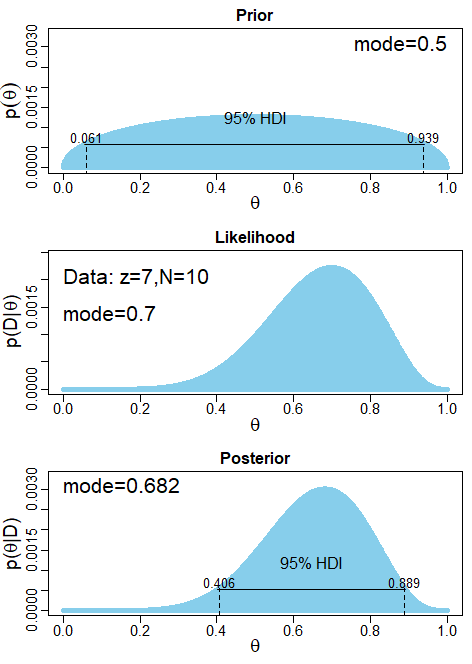 Prior
mode=0.5
95% HDI
0.061
0.939
p(θ)
0.0000 0.0015 0.0030
0.0 0.2 0.4 0.6 0.8 1.0
θ
Likelihood
Data: z=7,N=10
mode=0.7
p(D|θ)
0.0000 0.0015
0.0 0.2 0.4 0.6 0.8 1.0
θ
Posterior
mode=0.682
95% HDI
0.406
0.889
p(θ|D)
0.0000 0.0015 0.0030
0.0 0.2 0.4 0.6 0.8 1.0
θ